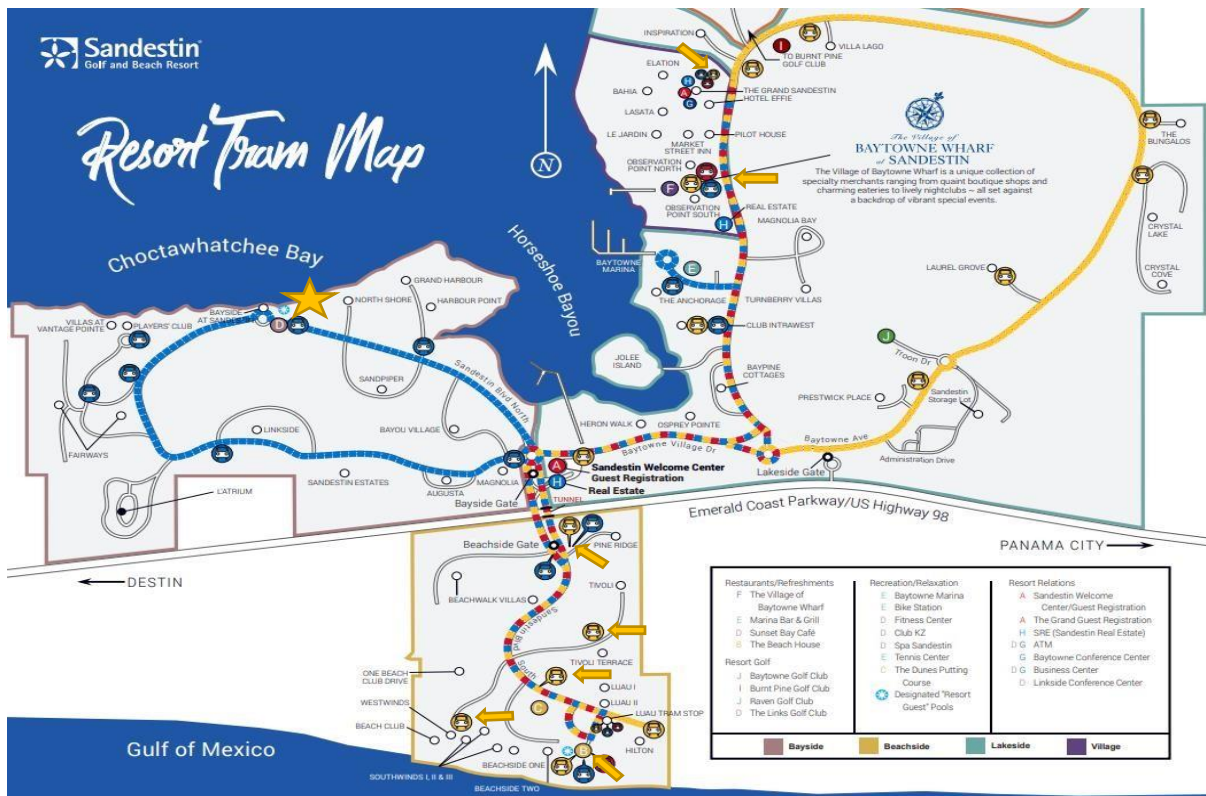 Sandestin®
Golf and Beach Resort
Resort Tram Map
N
Choctawhatchee Bay
Horseshoe Bayou
INSPIRATION
I
TO BURNT PINE
GOLF CLUB
VILLA LAGO
ELATION
H
A
G
BAHIA
THE GRAND SANDESTIN
HOTEL EFFIE
LASATA
LE JARDIN
MARKET
STREET INN
PILOT HOUSE
OBSERVATION
POINT NORTH
F
OBSERVATION
POINT SOUTH
H
REAL ESTATE
The Village of
BAYTOWNE WHARF
at SANDESTIN
The Village of Baytowne Wharf is a unique collection of
specialty merchants ranging from quaint boutique shops and
charming eateries to lively nightclubs ~ all set against
a backdrop of vibrant special events.
THE
BUNGALOS
CRYSTAL
LAKE
CRYSTAL
COVE
MAGNOLIA BAY
BAYTOWNE
MARINA
E
THE ANCHORAGE
TURNBERRY VILLAS
LAUREL GROVE
CLUB INTRAWEST
J
Troon Dr
JOLEE
ISLAND
BAYPINE
COTTAGES
PRESTWICK PLACE
Sandestin
Storage Lot
HERON WALK
OSPREY POINTE
Baytowne Village Dr
Baytowne Ave
Administration Drive
Lakeside Gate
GRAND HARBOUR
NORTH SHORE
HARBOUR POINT
BAYSIDE
AT SANDESTIN
D
VILLAS AT
VANTAGE POINTE
PLAYERS' CLUB
Sandestin Blvd North
SANDPIPER
BAYOU VILLAGE
LINKSIDE
FAIRWAYS
L'ATRIUM
SANDESTIN ESTATES
AUGUSTA
MAGNOLIA
Bayside Gate
A
Sandestin Welcome Center
Guest Registration
H
Real Estate
TUNNEL
Emerald Coast Parkway/US Highway 98
DESTIN
PANAMA CITY
Beachside Gate
PINE RIDGE
BEACHWALK VILLAS
TIVOLI
Sandestin Blvd South
TIVOLI TERRACE
ONE BEACH
CLUB DRIVE
LUAU I
LUAU II
C
LUAU TRAM STOP
WESTWINDS
BEACH CLUB
B
HILTON
BEACHSIDE ONE
SOUTHWINDS I, II & III
BEACHSIDE TWO
Gulf of Mexico
Restaurants/Refreshments
F The Village of
Baytowne Wharf
E Marina Bar & Grill
D Sunset Bay Café
B The Beach House
Resort Golf
J Baytowne Golf Club
I Burnt Pine Golf Club
J Raven Golf Club
D The Links Golf Club
Recreation/Relaxation
E Baytowne Marina
E Bike Station
D Fitness Center
D Club KZ
D Spa Sandestin
E Tennis Center
C The Dunes Putting
Course
Designated "Resort
Guest" Pools
Resort Relations
A Sandestin Welcome
Center/Guest Registration
A The Grand Guest Registration
H SRE (Sandestin Real Estate)
D G ATM
G Baytowne Conference Center
D G Business Center
D Linkside Conference Center
Bayside
Beachside
Lakeside
Village